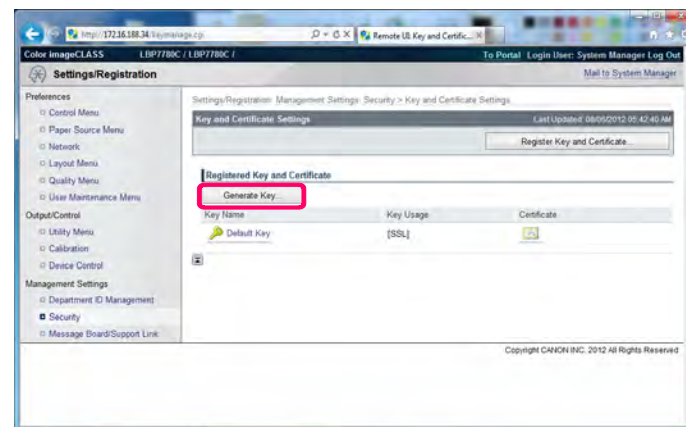 http://172.16.188.34/keymanage.cgi
Remote UI: Key and Certific...
Color imageCLASS LBP7780C / LBP7780C /
To Portal Login User: System Manager Log Out
Settings/Registration
Mail to System Manager
Preferences
Control Menu
Paper Source Menu
Network
Layout Menu
Quality Menu
User Maintenance Menu
Output/Control
Utility Menu
Calibration
Device Control
Management Settings
Department ID Management
Security
Message Board/Support Link
Settings/Registration: Management Settings: Security > Key and Certificate Settings
Key and Certificate Settings
Last Updated: 08/05/2012 05:42:40 AM
Register Key and Certificate...
Registered Key and Certificate
Generate Key...
Key Name Key Usage Certificate
Default Key [SSL]
Copyright CANON INC. 2012 All Rights Reserved